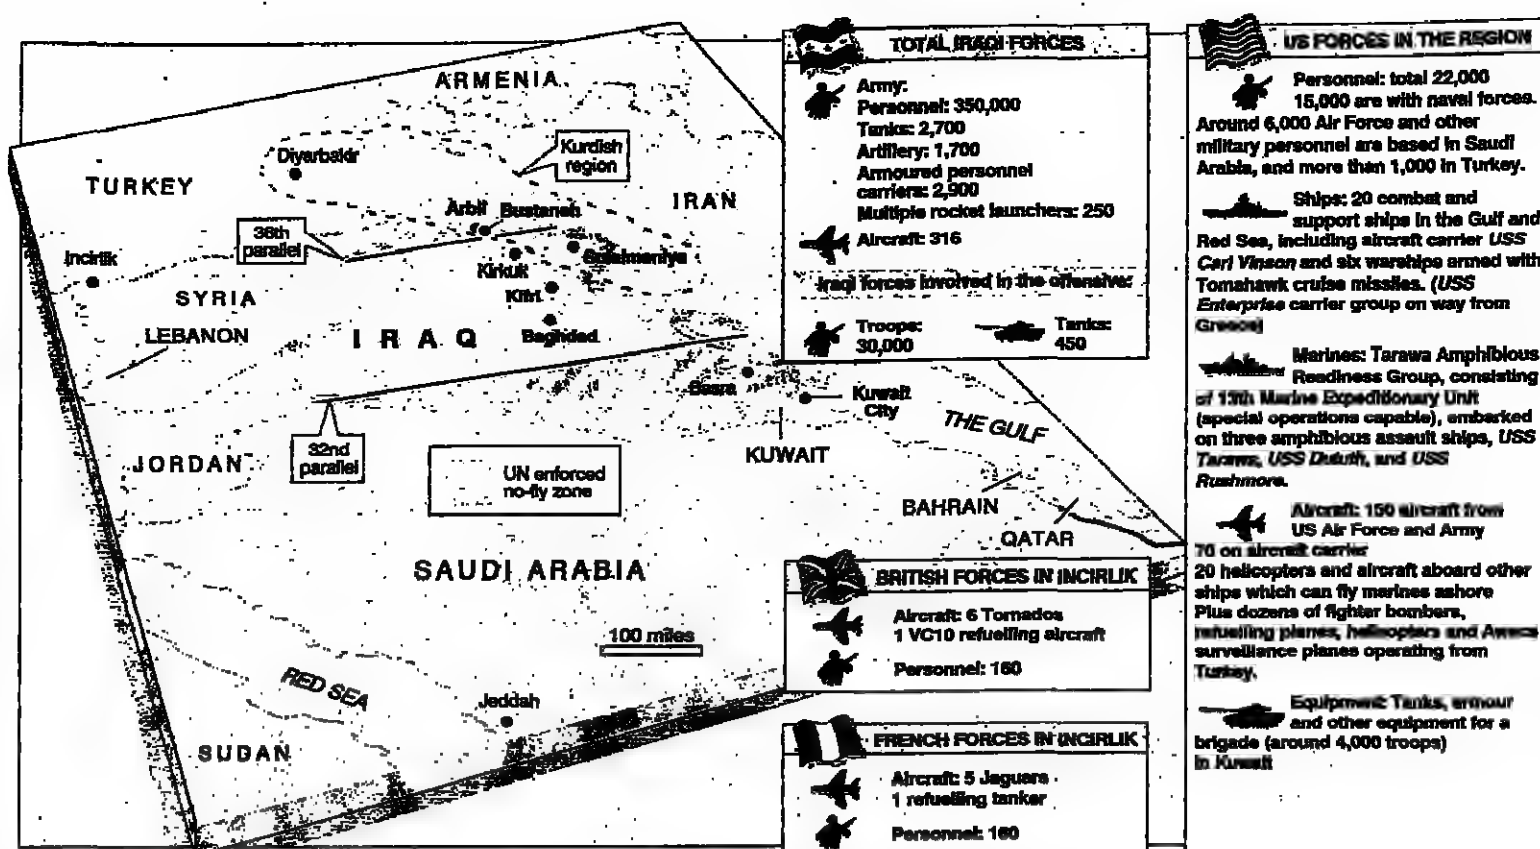 ARMENIA
Diyarbakir
Kurdish
region
TURKEY
IRAN
Arbil
Bustaneh
36th
parallel
Incirlik
Kirkuk
Sulaimaniya
SYRIA
Kifri
LEBANON
IRAQ
Baghdad
Basra
Kuwait
City
32nd
parallel
THE GULF
JORDAN
KUWAIT
UN enforced
no-fly zone
BAHRAIN
QATAR
SAUDI ARABIA
100 miles
RED SEA
Jeddah
SUDAN
TOTAL IRAQI FORCES
Army:
Personnel: 350,000
Tanks: 2,700
Artillery: 1,700
Armoured personnel
carriers: 2,900
Multiple rocket launchers: 250
Aircraft: 316
Iraqi forces involved in the offensive:
Troops:
30,000
Tanks:
450
BRITISH FORCES IN INCIRLIK
Aircraft: 6 Tornados
1 VC10 refuelling aircraft
Personnel: 160
FRENCH FORCES IN INCIRLIK
Aircraft: 5 Jaguars
1 refuelling tanker
Personnel: 160
US FORCES IN THE REGION
Personnel: total 22,000
15,000 are with naval forces.
Around 6,000 Air Force and other
military personnel are based in Saudi
Arabia, and more than 1,000 in Turkey.
Ships: 20 combat and
support ships in the Gulf and
Red Sea, including aircraft carrier USS
Carl Vinson and six warships armed with
Tomahawk cruise missiles. (USS
Enterprise carrier group on way from
Greece)
Marines: Tarawa Amphibious
Readiness Group, consisting
of 13th Marine Expeditionary Unit
(special operations capable), embarked
on three amphibious assault ships, USS
Tarawa, USS Duluth, and USS
Rushmore.
Aircraft: 150 aircraft from
US Air Force and Army
70 on aircraft carrier
20 helicopters and aircraft aboard other
ships which can fly marines ashore
Plus dozens of fighter bombers,
refuelling planes, helicopters and Awacs
surveillance planes operating from
Turkey.
Equipment: Tanks, armour
and other equipment for a
brigade (around 4,000 troops)
in Kuwait